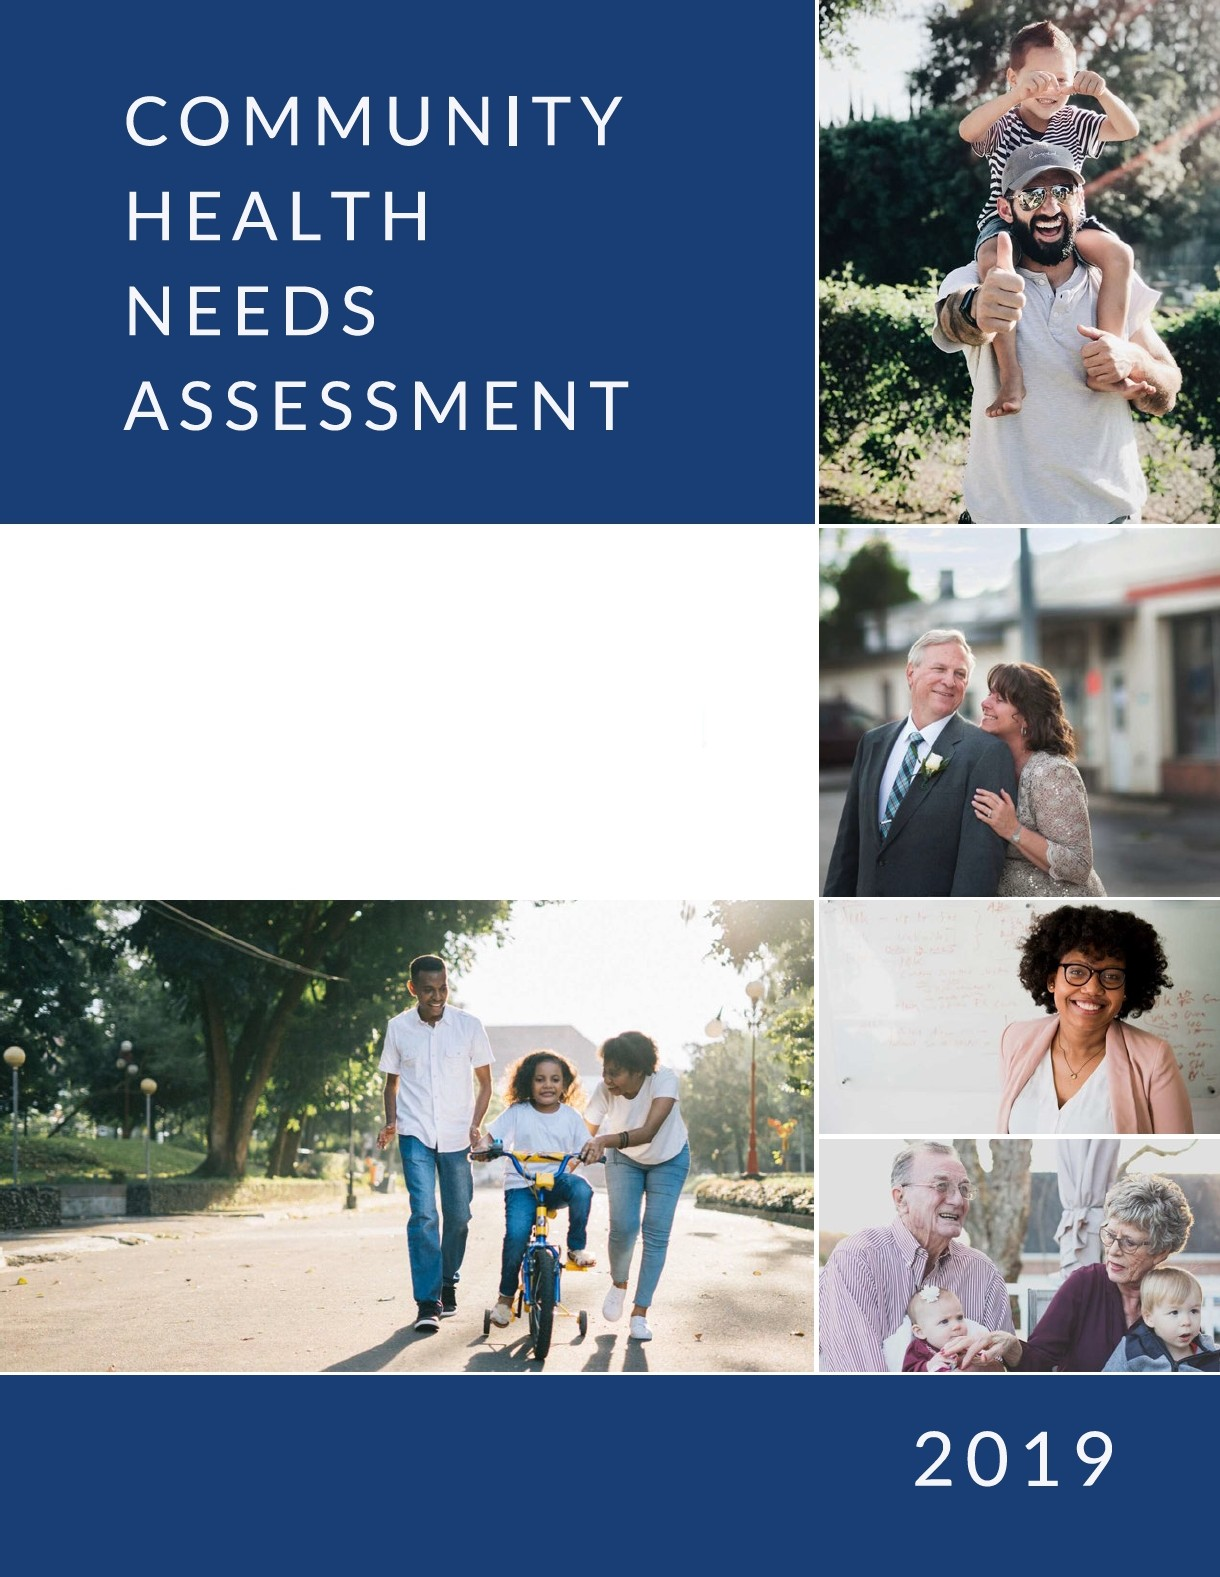 COMMUNITY
HEALTH
NEEDS
ASSESSMENT
2019